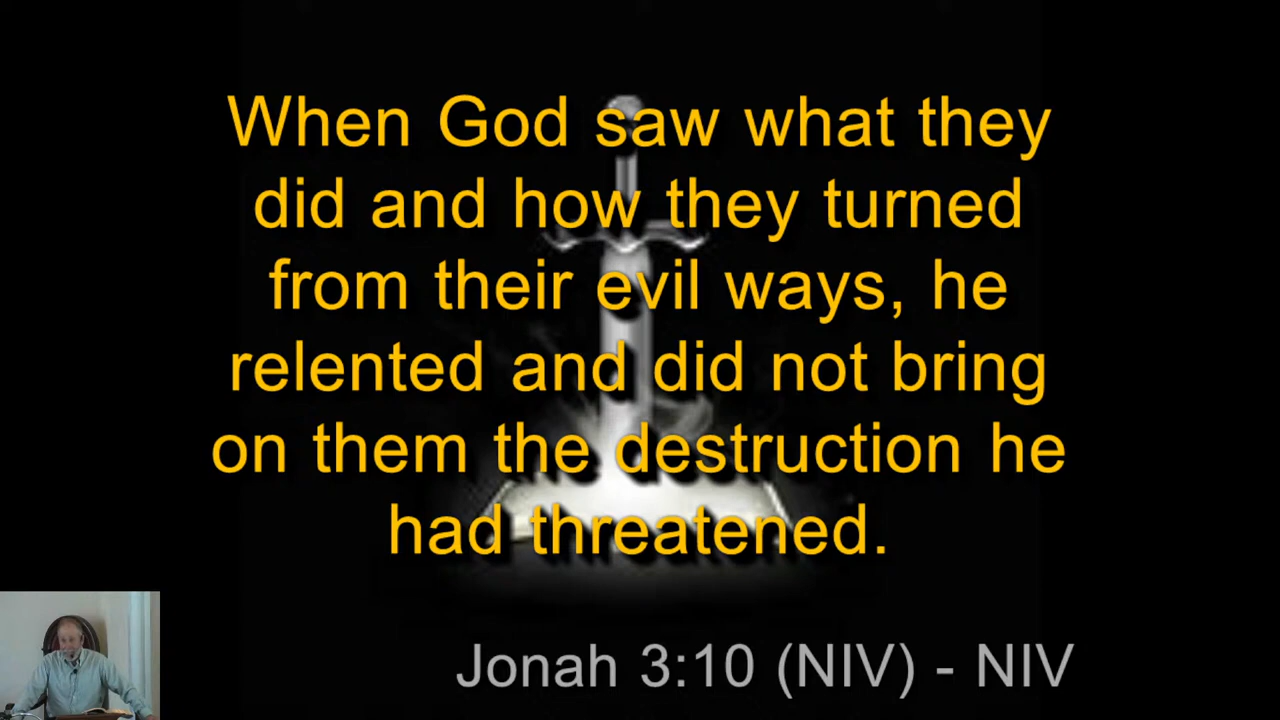 When God saw what they
did and how they turned
from their evil ways, he
relented and did not bring
on them the destruction he
had threatened.
Jonah 3:10 (NIV) - NIV